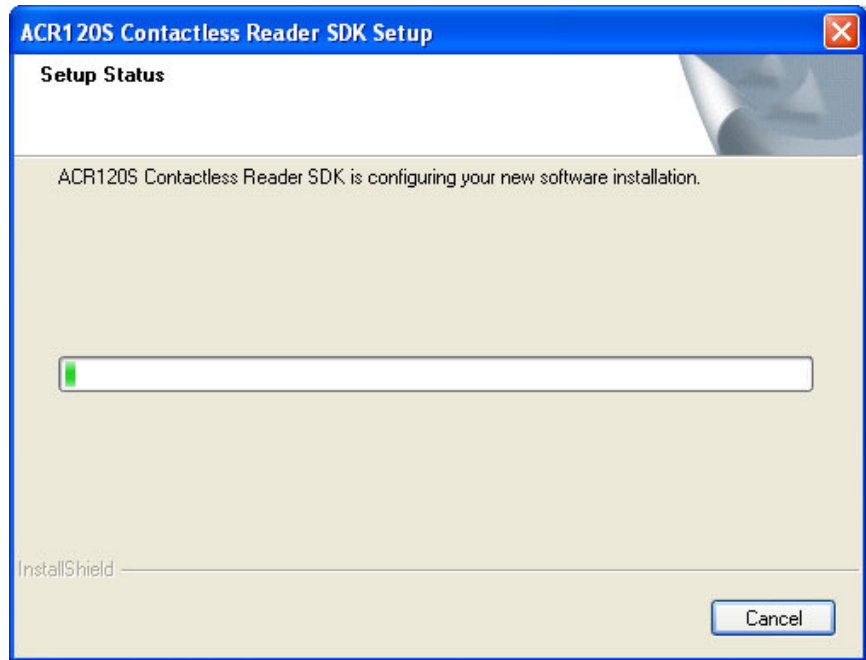 ACR120S Contactless Reader SDK Setup
Setup Status
ACR120S Contactless Reader SDK is configuring your new software installation.
InstallShield
Cancel